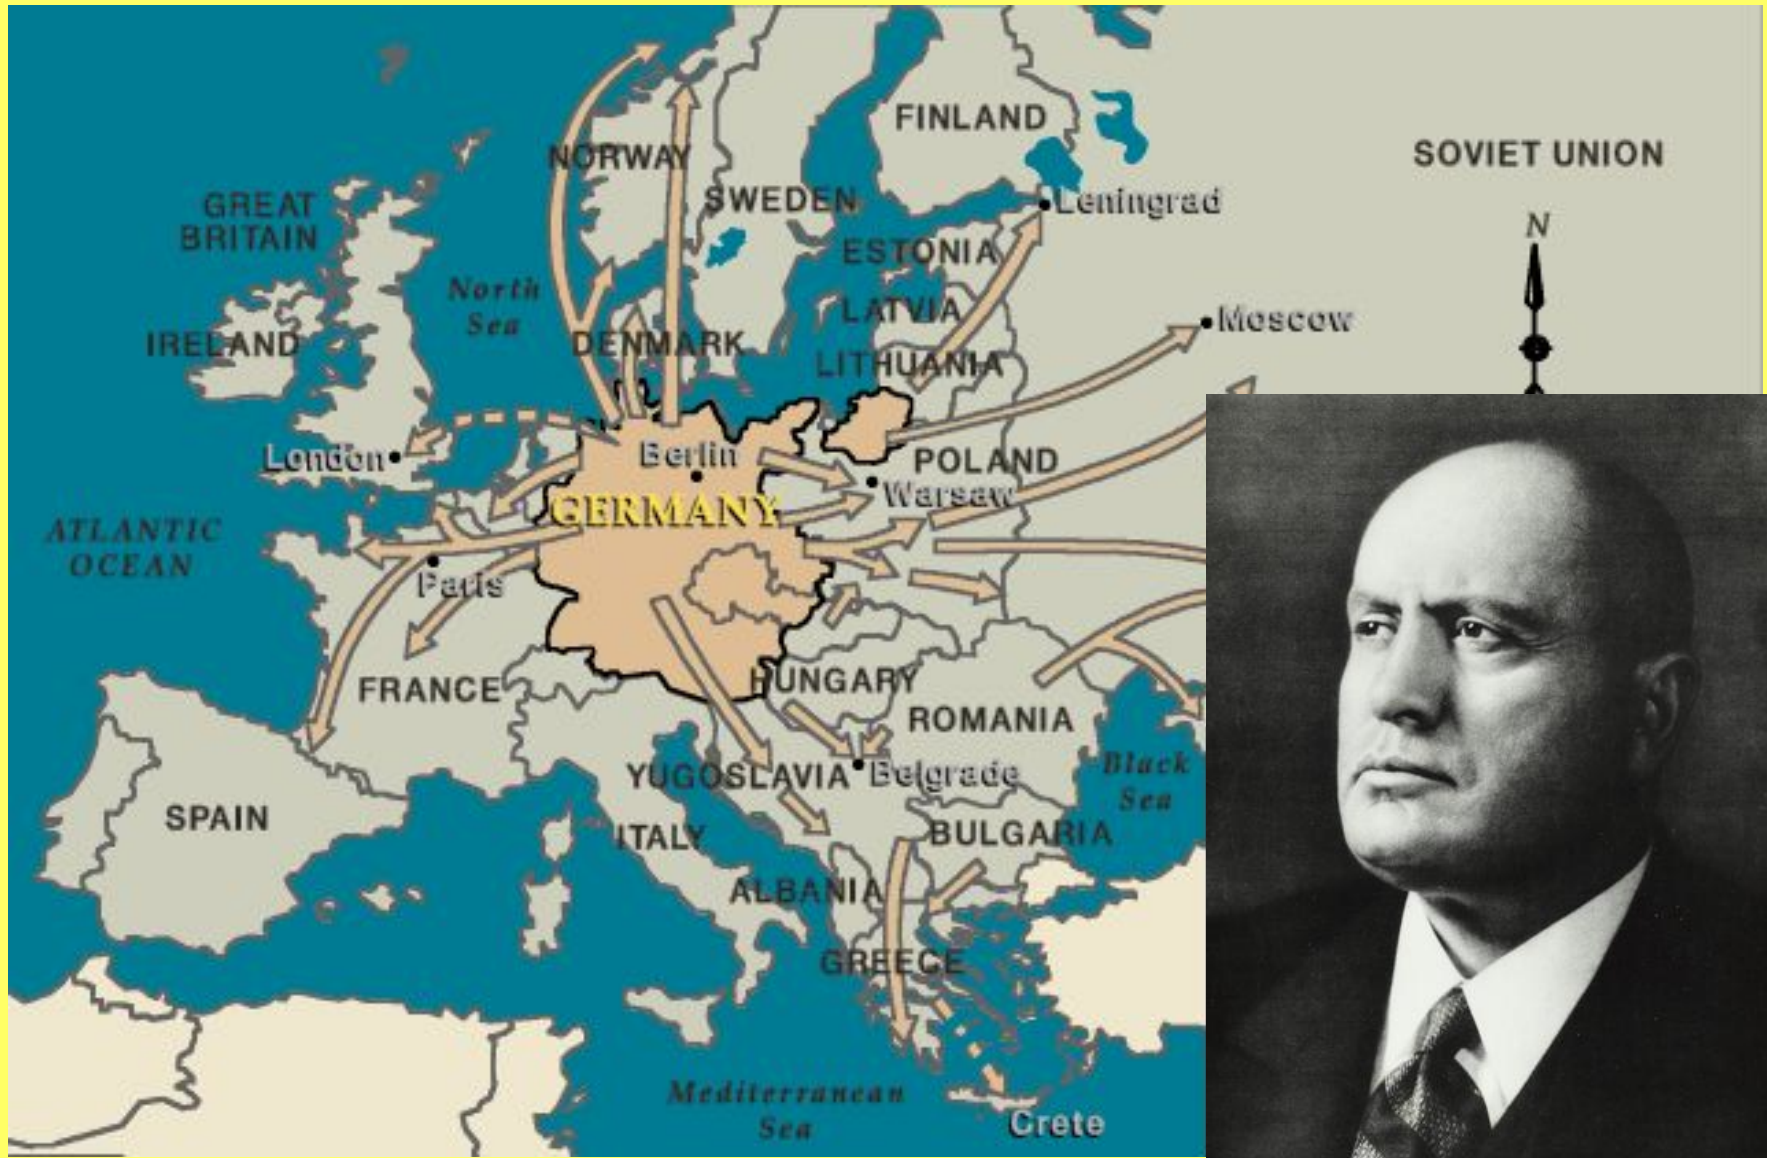 FINLAND
SOVIET UNION
NORWAY
SWEDEN
Leningrad
GREAT
BRITAIN
N
ESTONIA
North
Sea
LATVIA
Moscow
IRELAND
DENMARK
LITHUANIA
London
Berlin
POLAND
Warsaw
GERMANY
ATLANTIC
OCEAN
Paris
FRANCE
HUNGARY
ROMANIA
YUGOSLAVIA
Belgrade
Black
Sea
SPAIN
ITALY
BULGARIA
ALBANIA
GREECE
Mediterranean
Sea
Crete